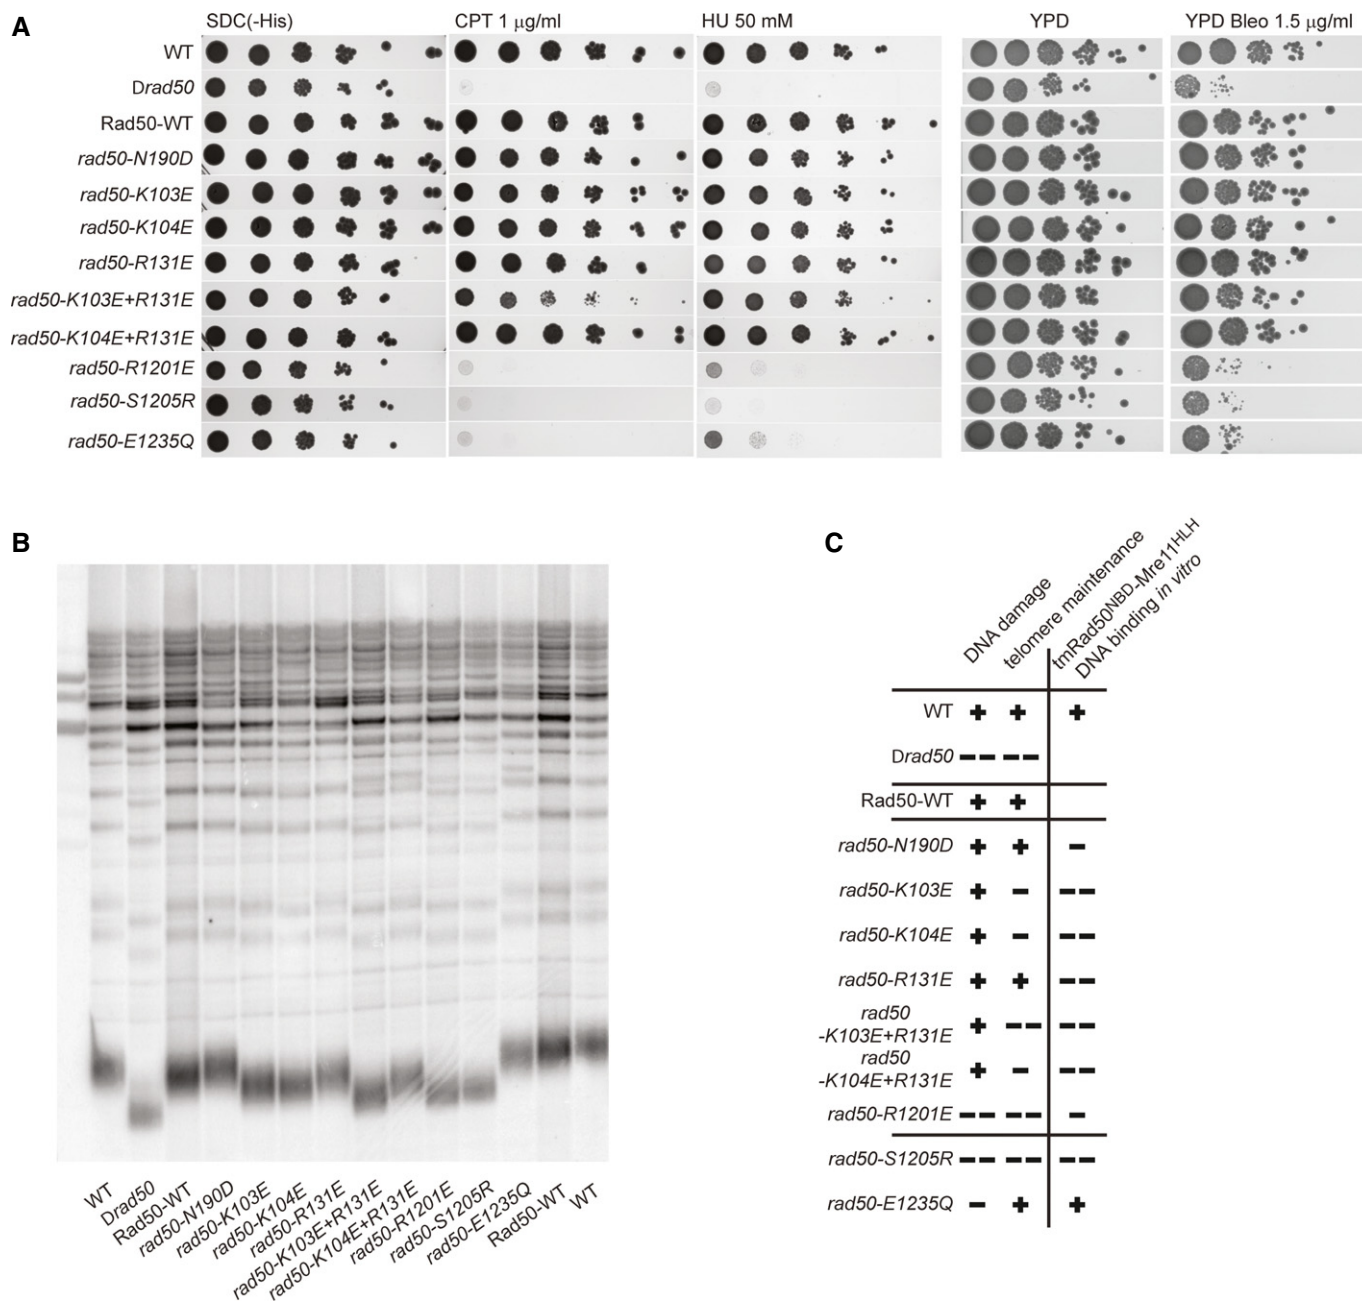 A
SDC(-His) CPT 1 μg/ml HU 50 mM YPD YPD Bleo 1.5 μg/ml
WT
Drad50
Rad50-WT
rad50-N190D
rad50-K103E
rad50-K104E
rad50-R131E
rad50-K103E+R131E
rad50-K104E+R131E
rad50-R1201E
rad50-S1205R
rad50-E1235Q
B
WT
Drad50
Rad50-WT
rad50-N190D
rad50-K103E
rad50-K104E
rad50-R131E
rad50-K103E+R131E
rad50-K104E+R131E
rad50-R1201E
rad50-S1205R
rad50-E1235Q
Rad50-WT
WT
C
DNA damage
telomere maintenance
tmRad50NBD-Mre11HLH
DNA binding in vitro
WT + + +
Drad50 -- --
Rad50-WT + +
rad50-N190D + + -
rad50-K103E + - --
rad50-K104E + - --
rad50-R131E + + --
rad50
-K103E+R131E + -- --
rad50
-K104E+R131E + - --
rad50-R1201E -- -- -
rad50-S1205R -- -- --
rad50-E1235Q - + +